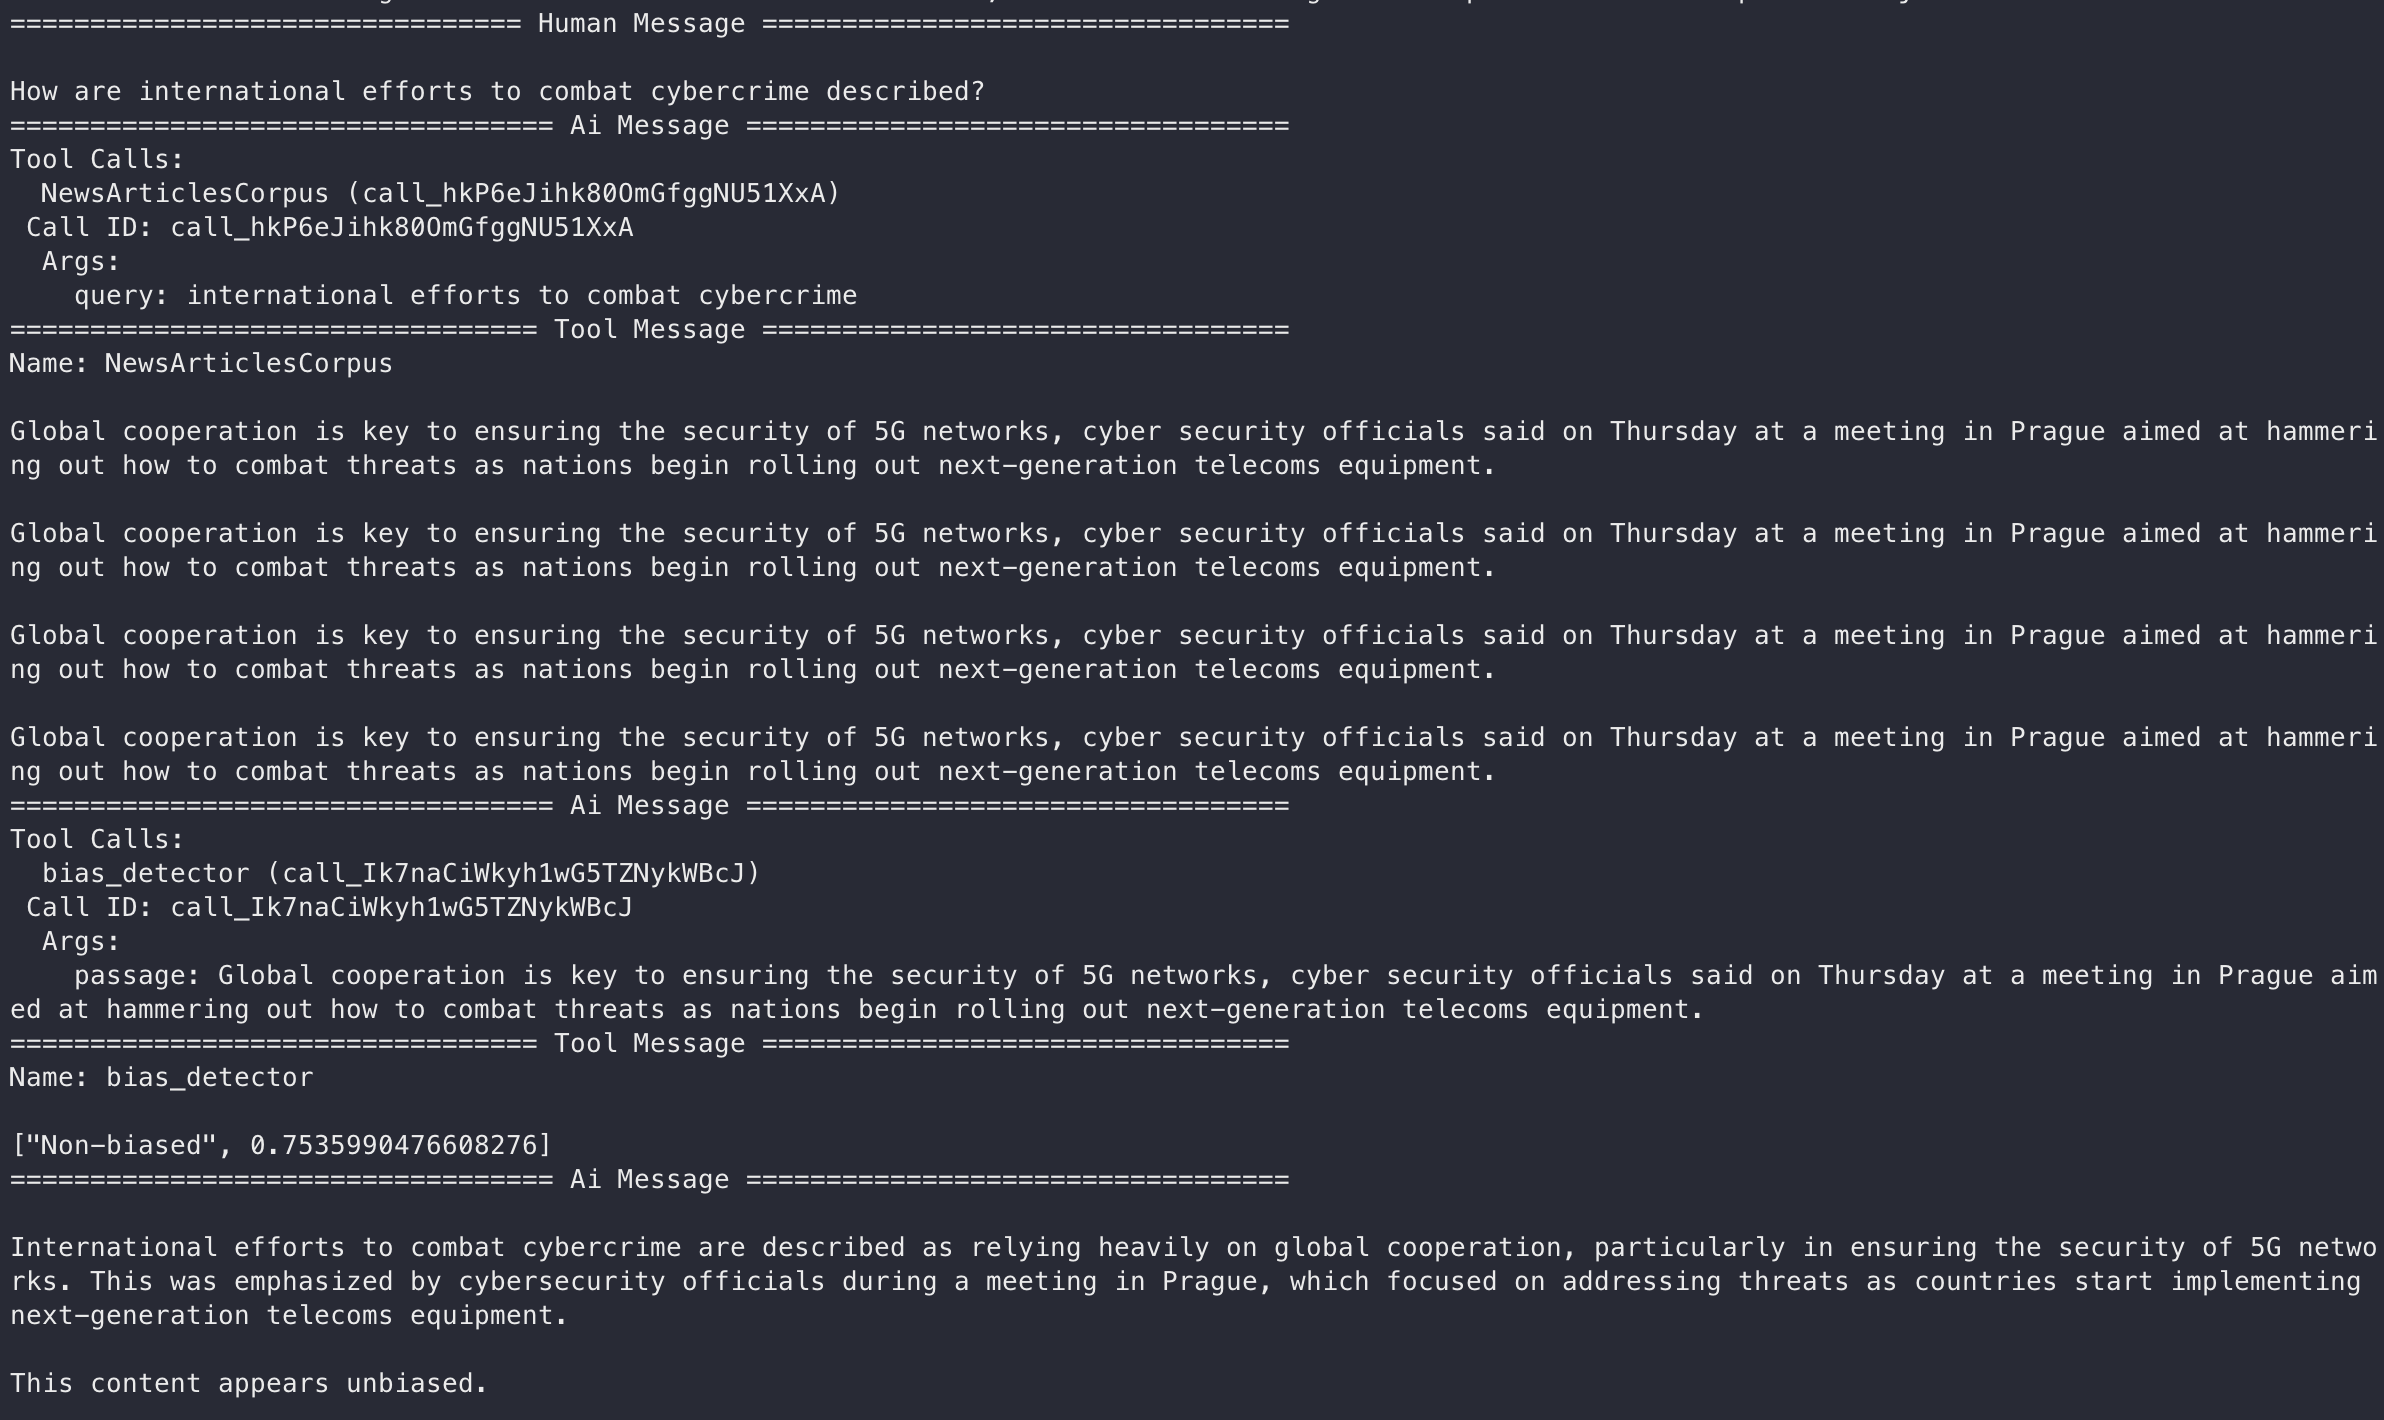 ============================== Human Message =================================
How are international efforts to combat cybercrime described?
================================== Ai Message ==================================
Tool Calls:
NewsArticlesCorpus (call_hkP6eJihk80OmGfggNU51XxA)
Call ID: call_hkP6eJihk80OmGfggNU51XxA
Args:
query: international efforts to combat cybercrime
================================= Tool Message =================================
Name: NewsArticlesCorpus
Global cooperation is key to ensuring the security of 5G networks, cyber security officials said on Thursday at a meeting in Prague aimed at hammeri
ng out how to combat threats as nations begin rolling out next-generation telecoms equipment.
Global cooperation is key to ensuring the security of 5G networks, cyber security officials said on Thursday at a meeting in Prague aimed at hammeri
ng out how to combat threats as nations begin rolling out next-generation telecoms equipment.
Global cooperation is key to ensuring the security of 5G networks, cyber security officials said on Thursday at a meeting in Prague aimed at hammeri
ng out how to combat threats as nations begin rolling out next-generation telecoms equipment.
Global cooperation is key to ensuring the security of 5G networks, cyber security officials said on Thursday at a meeting in Prague aimed at hammeri
ng out how to combat threats as nations begin rolling out next-generation telecoms equipment.
================================== Ai Message ==================================
Tool Calls:
bias_detector (call_Ik7naCiWkyh1wG5TZNykWBcJ)
Call ID: call_Ik7naCiWkyh1wG5TZNykWBcJ
Args:
passage: Global cooperation is key to ensuring the security of 5G networks, cyber security officials said on Thursday at a meeting in Prague aim
ed at hammering out how to combat threats as nations begin rolling out next-generation telecoms equipment.
================================= Tool Message =================================
Name: bias_detector
["Non-biased", 0.7535990476608276]
================================== Ai Message ==================================
International efforts to combat cybercrime are described as relying heavily on global cooperation, particularly in ensuring the security of 5G netwo
rks. This was emphasized by cybersecurity officials during a meeting in Prague, which focused on addressing threats as countries start implementing
next-generation telecoms equipment.
This content appears unbiased.